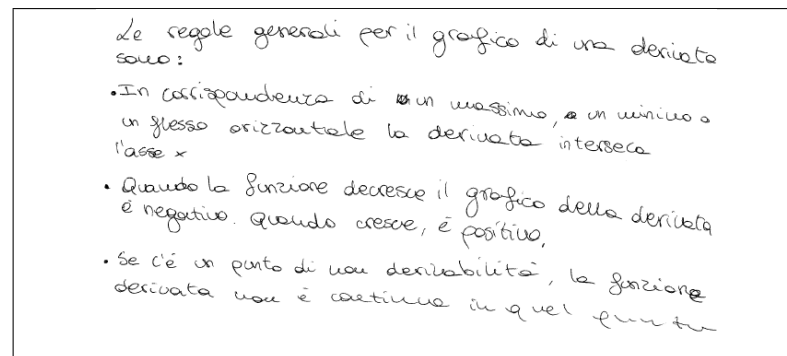 Le regole generali per il grafico di una derivata
sono:
• In corrispondenza di un massimo, o un minimo o
un flesso orizzontale la derivata interseca
l'asse x
• Quando la funzione decresce il grafico della derivata
é negativo. Quando cresce, é positivo.
• Se c'é un punto di non derivabilità, la funzione
derivata non è continua in quel punto